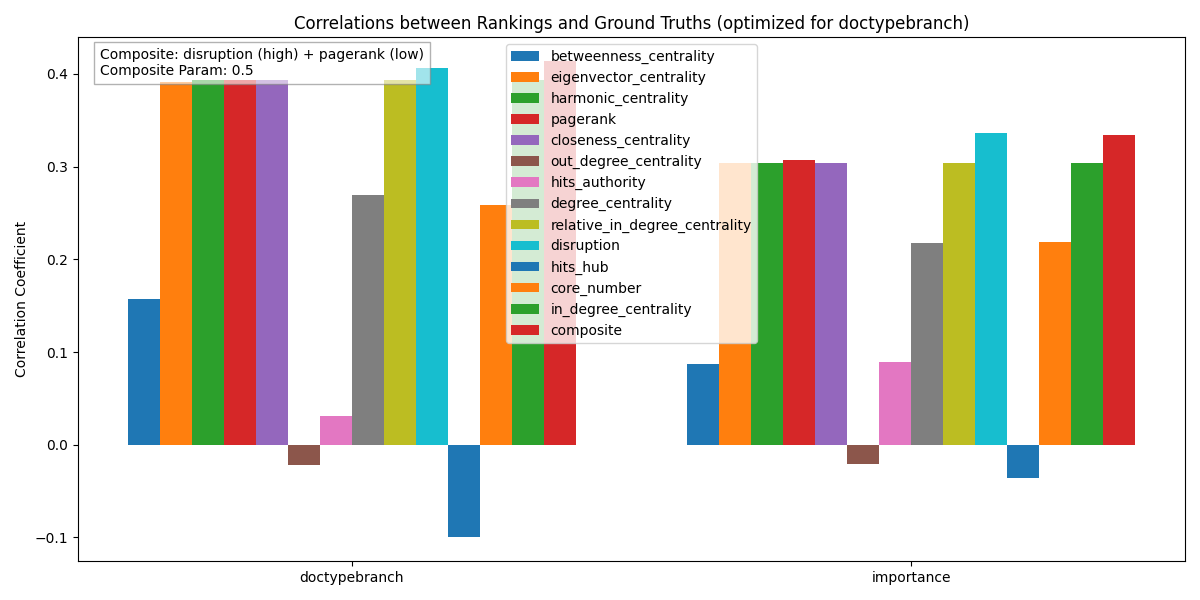 Correlations between Rankings and Ground Truths (optimized for doctypebranch)
Composite: disruption (high) + pagerank (low)
Composite Param: 0.5
betweenness_centrality
eigenvector_centrality
harmonic_centrality
pagerank
closeness_centrality
out_degree_centrality
hits_authority
degree_centrality
relative_in_degree_centrality
disruption
hits_hub
core_number
in_degree_centrality
composite
Correlation Coefficient
0.4
0.3
0.2
0.1
0.0
−0.1
doctypebranch
importance